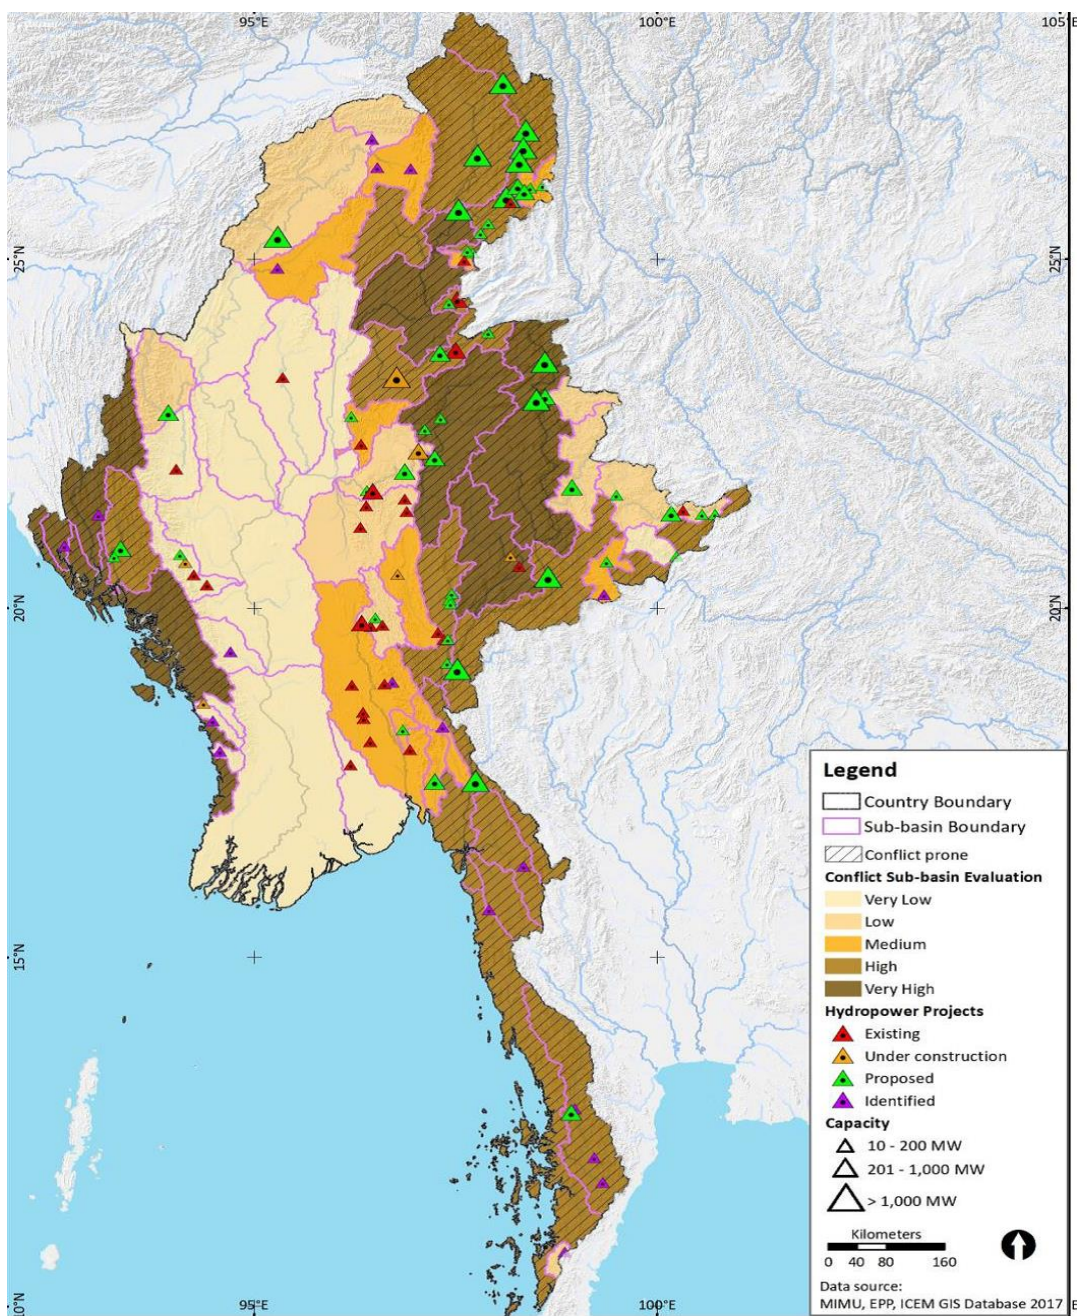 95°E
100°E
105°E
25°N
25°N
20°N
20°N
15°N
Legend
Country Boundary
Sub-basin Boundary
Conflict prone
Conflict Sub-basin Evaluation
Very Low
Low
Medium
High
Very High
Hydropower Projects
Existing
Under construction
Proposed
Identified
Capacity
10 - 200 MW
201 - 1,000 MW
> 1,000 MW
Kilometers
0 40 80 160
Data source:
MIMU, EPP, ICEM GIS Database 2017
10°N
95°E
100°E